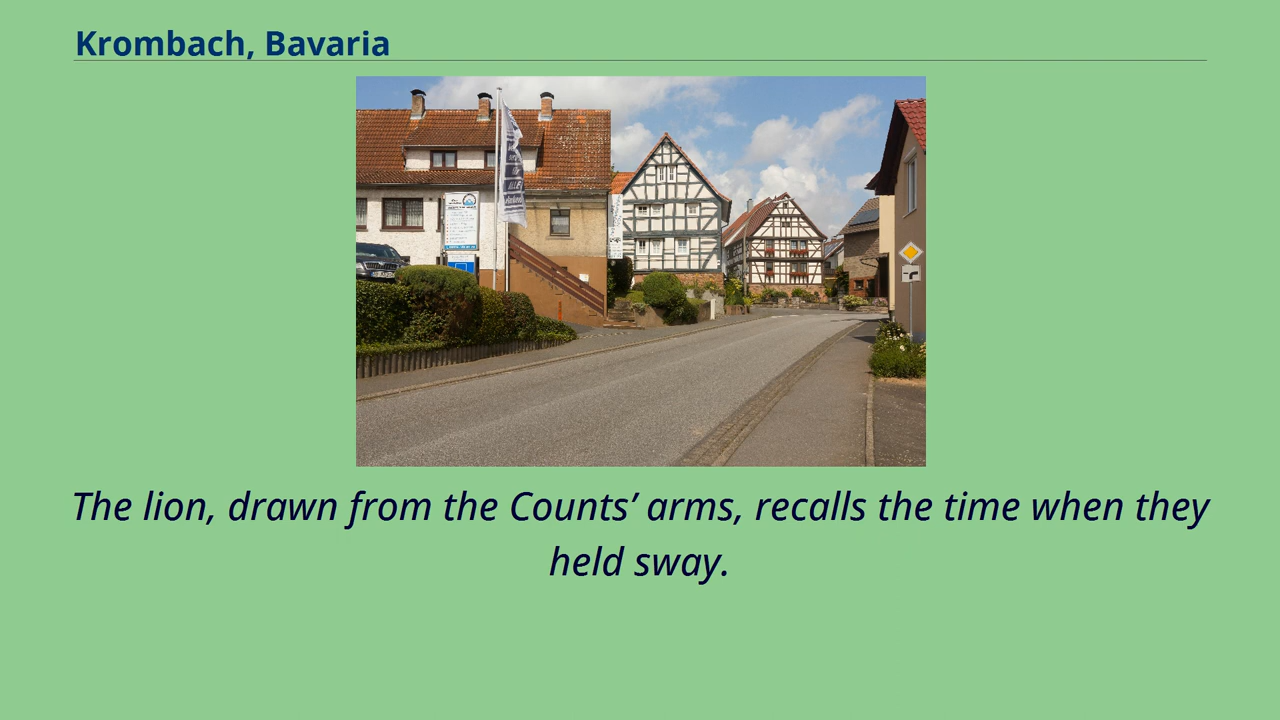 Krombach, Bavaria
The lion, drawn from the Counts’ arms, recalls the time when they
held sway.